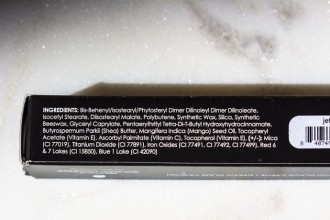 INGREDIENTS: Bis-Behenyl/Isostearyl/Phytosteryl Dimer Dilinoleyl Dimer Dilinoleate,
Isocetyl Stearate, Diisostearyl Malate, Polybutene, Synthetic Wax, Silica, Synthetic
Beeswax, Glyceryl Caprylate, Pentaerythrityl Tetra-Di-T-Butyl Hydroxyhydrocinnamate,
Butyrospermum Parkii (Shea) Butter, Mangifera Indica (Mango) Seed Oil, Tocopheryl
Acetate (Vitamin E), Ascorbyl Palmitate (Vitamin C), Tocopherol (Vitamin E), (+/-): Mica
(CI 77019), Titanium Dioxide (CI 77891), Iron Oxides (CI 77491, CI 77492, CI 77499), Red 6
& 7 Lakes (CI 15850), Blue 1 Lake (CI 42090)